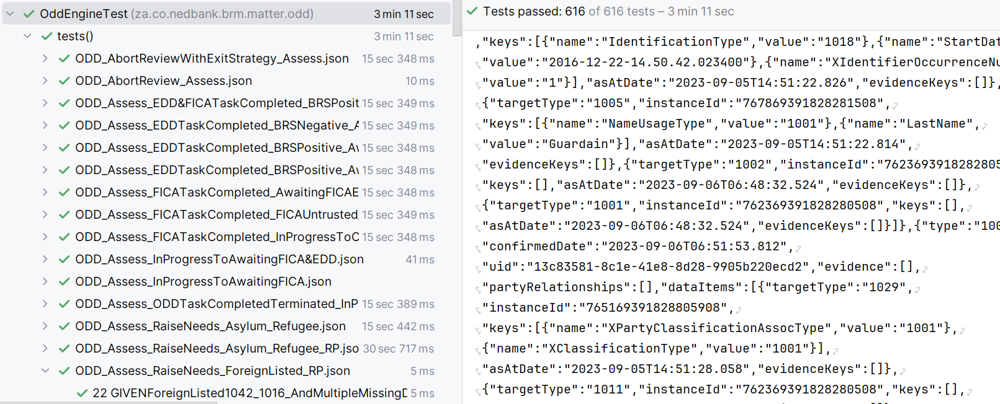 OddEngineTest (za.co.nedbank.brm.matter.odd) 3 min 11 sec
tests() 3 min 11 sec
ODD_AbortReviewWithExitStrategy_Assess.json 15 sec 348 ms
ODD_AbortReview_Assess.json 10 ms
ODD_Assess_EDD&FICATaskCompleted_BRSPosit 15 sec 349 ms
ODD_Assess_EDDTaskCompleted_BRSNegative_A 15 sec 349 ms
ODD_Assess_EDDTaskCompleted_BRSPositive_Aw 15 sec 348 ms
ODD_Assess_EDDTaskCompleted_BRSPositive_Aw 15 sec 348 ms
ODD_Assess_FICATaskCompleted_AwaitingFICAE 15 sec 348 ms
ODD_Assess_FICATaskCompleted_FICAUntrusted_ 15 sec 349 ms
ODD_Assess_FICATaskCompleted_InProgressToC 15 sec 348 ms
ODD_Assess_InProgressToAwaitingFICA&EDD.json 41 ms
ODD_Assess_InProgressToAwaitingFICA.json
ODD_Assess_ODDTaskCompletedTerminated_InP 15 sec 389 ms
ODD_Assess_RaiseNeeds_Asylum_Refugee.json 15 sec 442 ms
ODD_Assess_RaiseNeeds_Asylum_Refugee_RP.jso 30 sec 717 ms
ODD_Assess_RaiseNeeds_ForeignListed_RP.json 5 ms
22 GIVENForeignListed1042_1016_AndMultipleMissingD 5 ms
Tests passed: 616 of 616 tests – 3 min 11 sec
,"keys":[{"name":"IdentificationType","value":"1018"},{"name":"StartDat
"value":"2016-12-22-14.50.42.023400"},{"name":"XIdentifierOccurrenceNu
"value":"1"}],"asAtDate":"2023-09-05T14:51:22.826","evidenceKeys":[]},
{"targetType":"1005","instanceId":"767869391828281508",
"keys":[{"name":"NameUsageType","value":"1001"},{"name":"LastName",
"value":"Guardain"}],"asAtDate":"2023-09-05T14:51:22.814",
"evidenceKeys":[]},{"targetType":"1002","instanceId":"7623693918282805
"keys":[],"asAtDate":"2023-09-06T06:48:32.524","evidenceKeys":[]},
{"targetType":"1001","instanceId":"762369391828280508","keys":[],
"asAtDate":"2023-09-06T06:48:32.524","evidenceKeys":[]}]},{"type":"100
"confirmedDate":"2023-09-06T06:51:53.812",
"uid":"13c83581-8c1e-41e8-8d28-9905b220ecd2","evidence":[],
"partyRelationships":[],"dataItems":[{"targetType":"1029",
"instanceId":"765169391828805908",
"keys":[{"name":"XPartyClassificationAssocType","value":"1001"},
{"name":"XClassificationType","value":"1001"}],
"asAtDate":"2023-09-05T14:51:28.058","evidenceKeys":[]},
{"targetType":"1011","instanceId":"762369391828280508","keys":[],